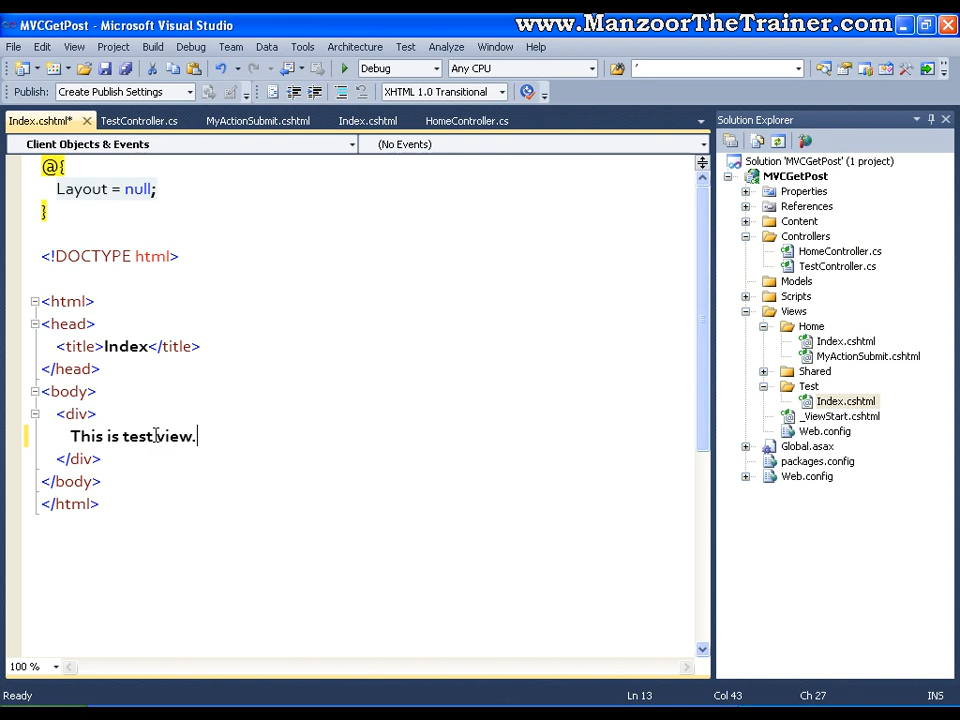 MVCGetPost - Microsoft Visual Studio
www.ManzoorTheTrainer.com
File Edit View Project Build Debug Team Data Tools Architecture Test Analyze Window Help
Debug Any CPU
Publish: Create Publish Settings XHTML 1.0 Transitional
Index.cshtml* TestController.cs MyActionSubmit.cshtml Index.cshtml HomeController.cs
Client Objects & Events (No Events)
@{
Layout = null;
}
<!DOCTYPE html>
<html>
<head>
<title>Index</title>
</head>
<body>
<div>
This is test view.
</div>
</body>
</html>
100 %
Solution Explorer
Solution 'MVCGetPost' (1 project)
MVCGetPost
Properties
References
Content
Controllers
HomeController.cs
TestController.cs
Models
Scripts
Views
Home
Index.cshtml
MyActionSubmit.cshtml
Shared
Test
Index.cshtml
_ViewStart.cshtml
Web.config
Global.asax
packages.config
Web.config
Ready Ln 13 Col 43 Ch 27 INS